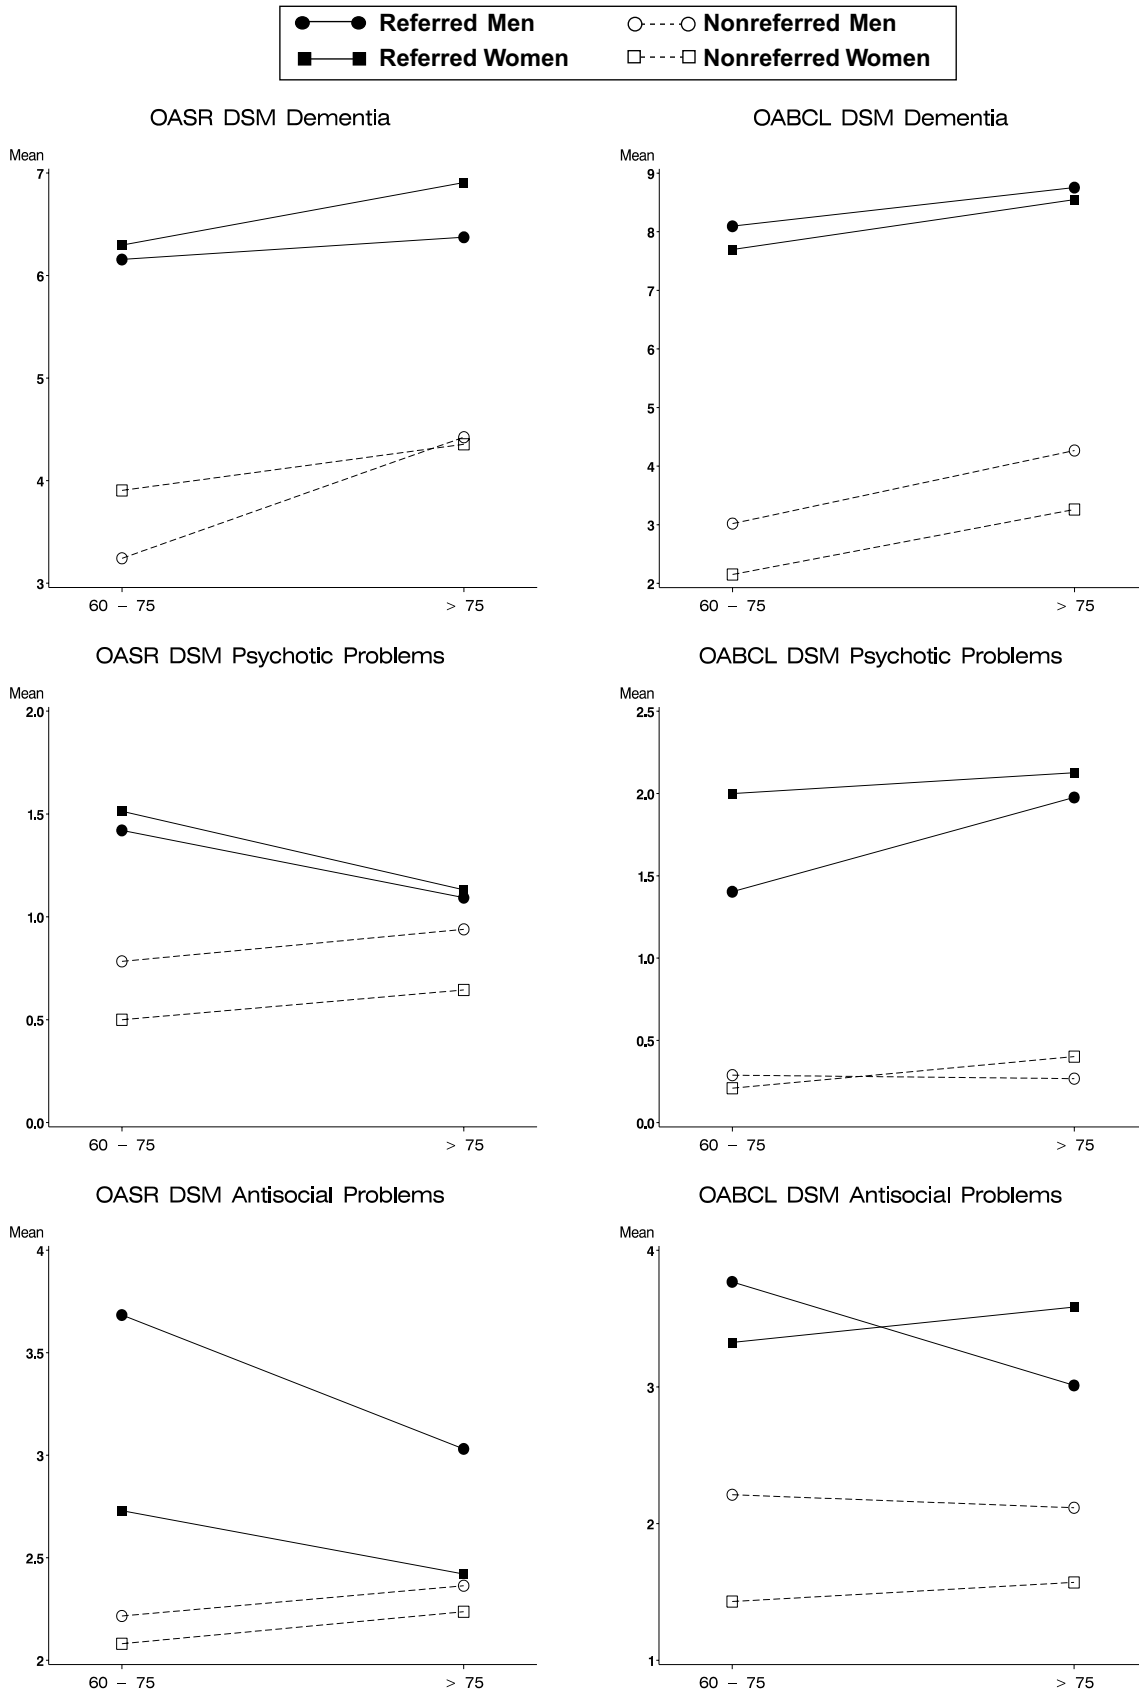 Referred Men Nonreferred Men
Referred Women Nonreferred Women
OASR DSM Dementia
Mean
7
6
5
4
3
60 – 75 > 75
OABCL DSM Dementia
Mean
9
8
7
6
5
4
3
2
60 – 75 > 75
OASR DSM Psychotic Problems
Mean
2.0
1.5
1.0
0.5
0.0
60 – 75 > 75
OABCL DSM Psychotic Problems
Mean
2.5
2.0
1.5
1.0
0.5
0.0
60 – 75 > 75
OASR DSM Antisocial Problems
Mean
4
3.5
3
2.5
2
60 – 75 > 75
OABCL DSM Antisocial Problems
Mean
4
3
2
1
60 – 75 > 75